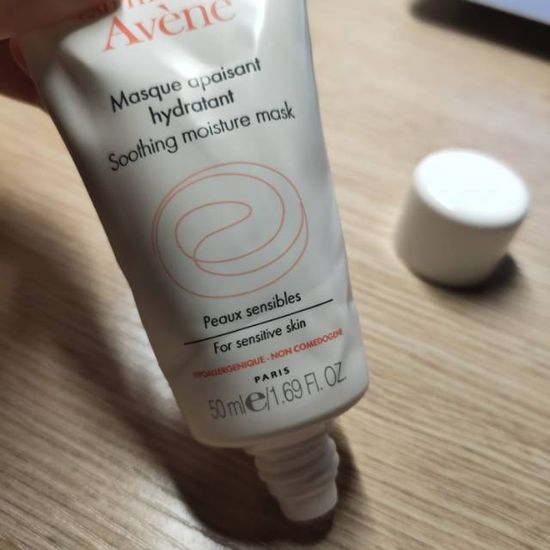 Avène
Masque apaisant
hydratant
Soothing moisture mask
Peaux sensibles
For sensitive skin
HYPOALLERGENIQUE - NON COMEDOGENE
PARIS
50 ml e/1.69 Fl. OZ